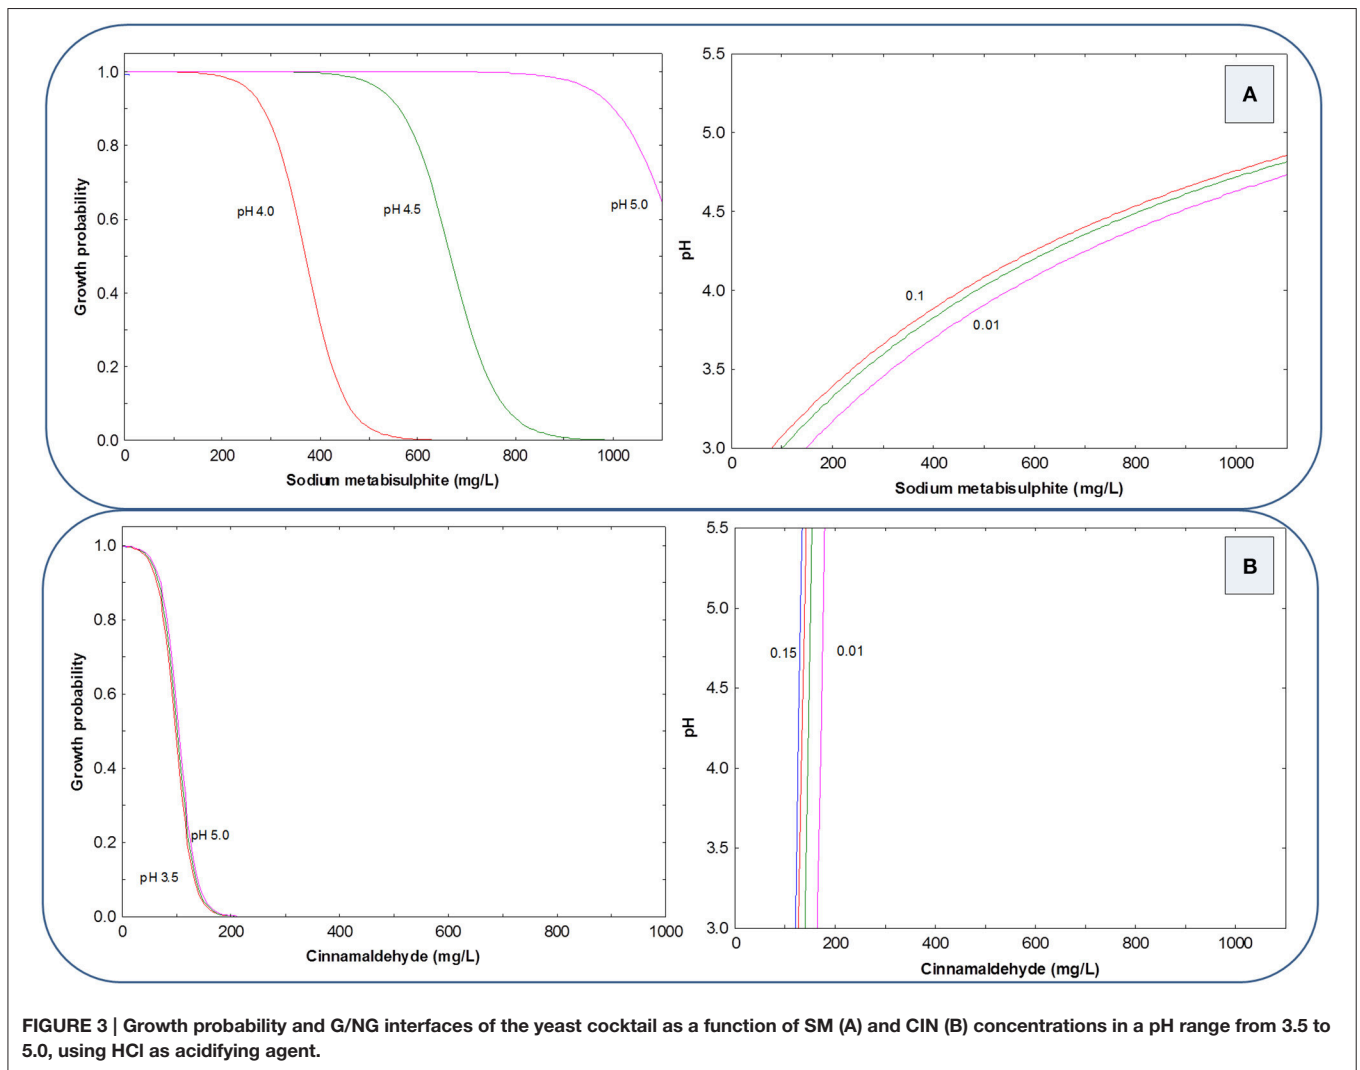 1.0
0.8
0.6
0.4
0.2
0.0
Growth probability
pH 4.0
pH 4.5
pH 5.0
0 200 400 600 800 1000
Sodium metabisulphite (mg/L)
A
5.5
5.0
4.5
4.0
3.5
3.0
pH
0.1
0.01
0 200 400 600 800 1000
Sodium metabisulphite (mg/L)
1.0
0.8
0.6
0.4
0.2
0.0
Growth probability
pH 5.0
pH 3.5
0 200 400 600 800 1000
Cinnamaldehyde (mg/L)
B
5.5
5.0
4.5
4.0
3.5
3.0
pH
0.15
0.01
0 200 400 600 800 1000
Cinnamaldehyde (mg/L)
FIGURE 3 | Growth probability and G/NG interfaces of the yeast cocktail as a function of SM (A) and CIN (B) concentrations in a pH range from 3.5 to
5.0, using HCl as acidifying agent.